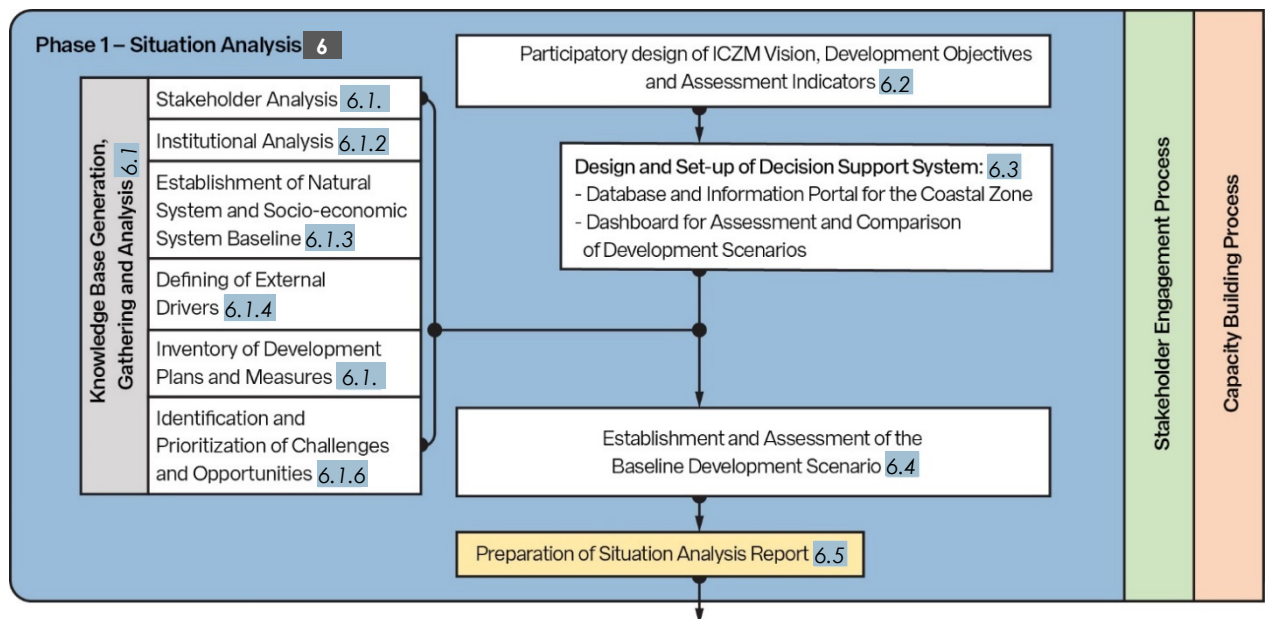 Phase 1 – Situation Analysis 6
Knowledge Base Generation,
Gathering and Analysis 6.1
Stakeholder Analysis 6.1.
Institutional Analysis 6.1.2
Establishment of Natural
System and Socio-economic
System Baseline 6.1.3
Defining of External
Drivers 6.1.4
Inventory of Development
Plans and Measures 6.1.
Identification and
Prioritization of Challenges
and Opportunities 6.1.6
Participatory design of ICZM Vision, Development Objectives
and Assessment Indicators 6.2
Design and Set-up of Decision Support System: 6.3
- Database and Information Portal for the Coastal Zone
- Dashboard for Assessment and Comparison
of Development Scenarios
Establishment and Assessment of the
Baseline Development Scenario 6.4
Preparation of Situation Analysis Report 6.5
Stakeholder Engagement Process
Capacity Building Process